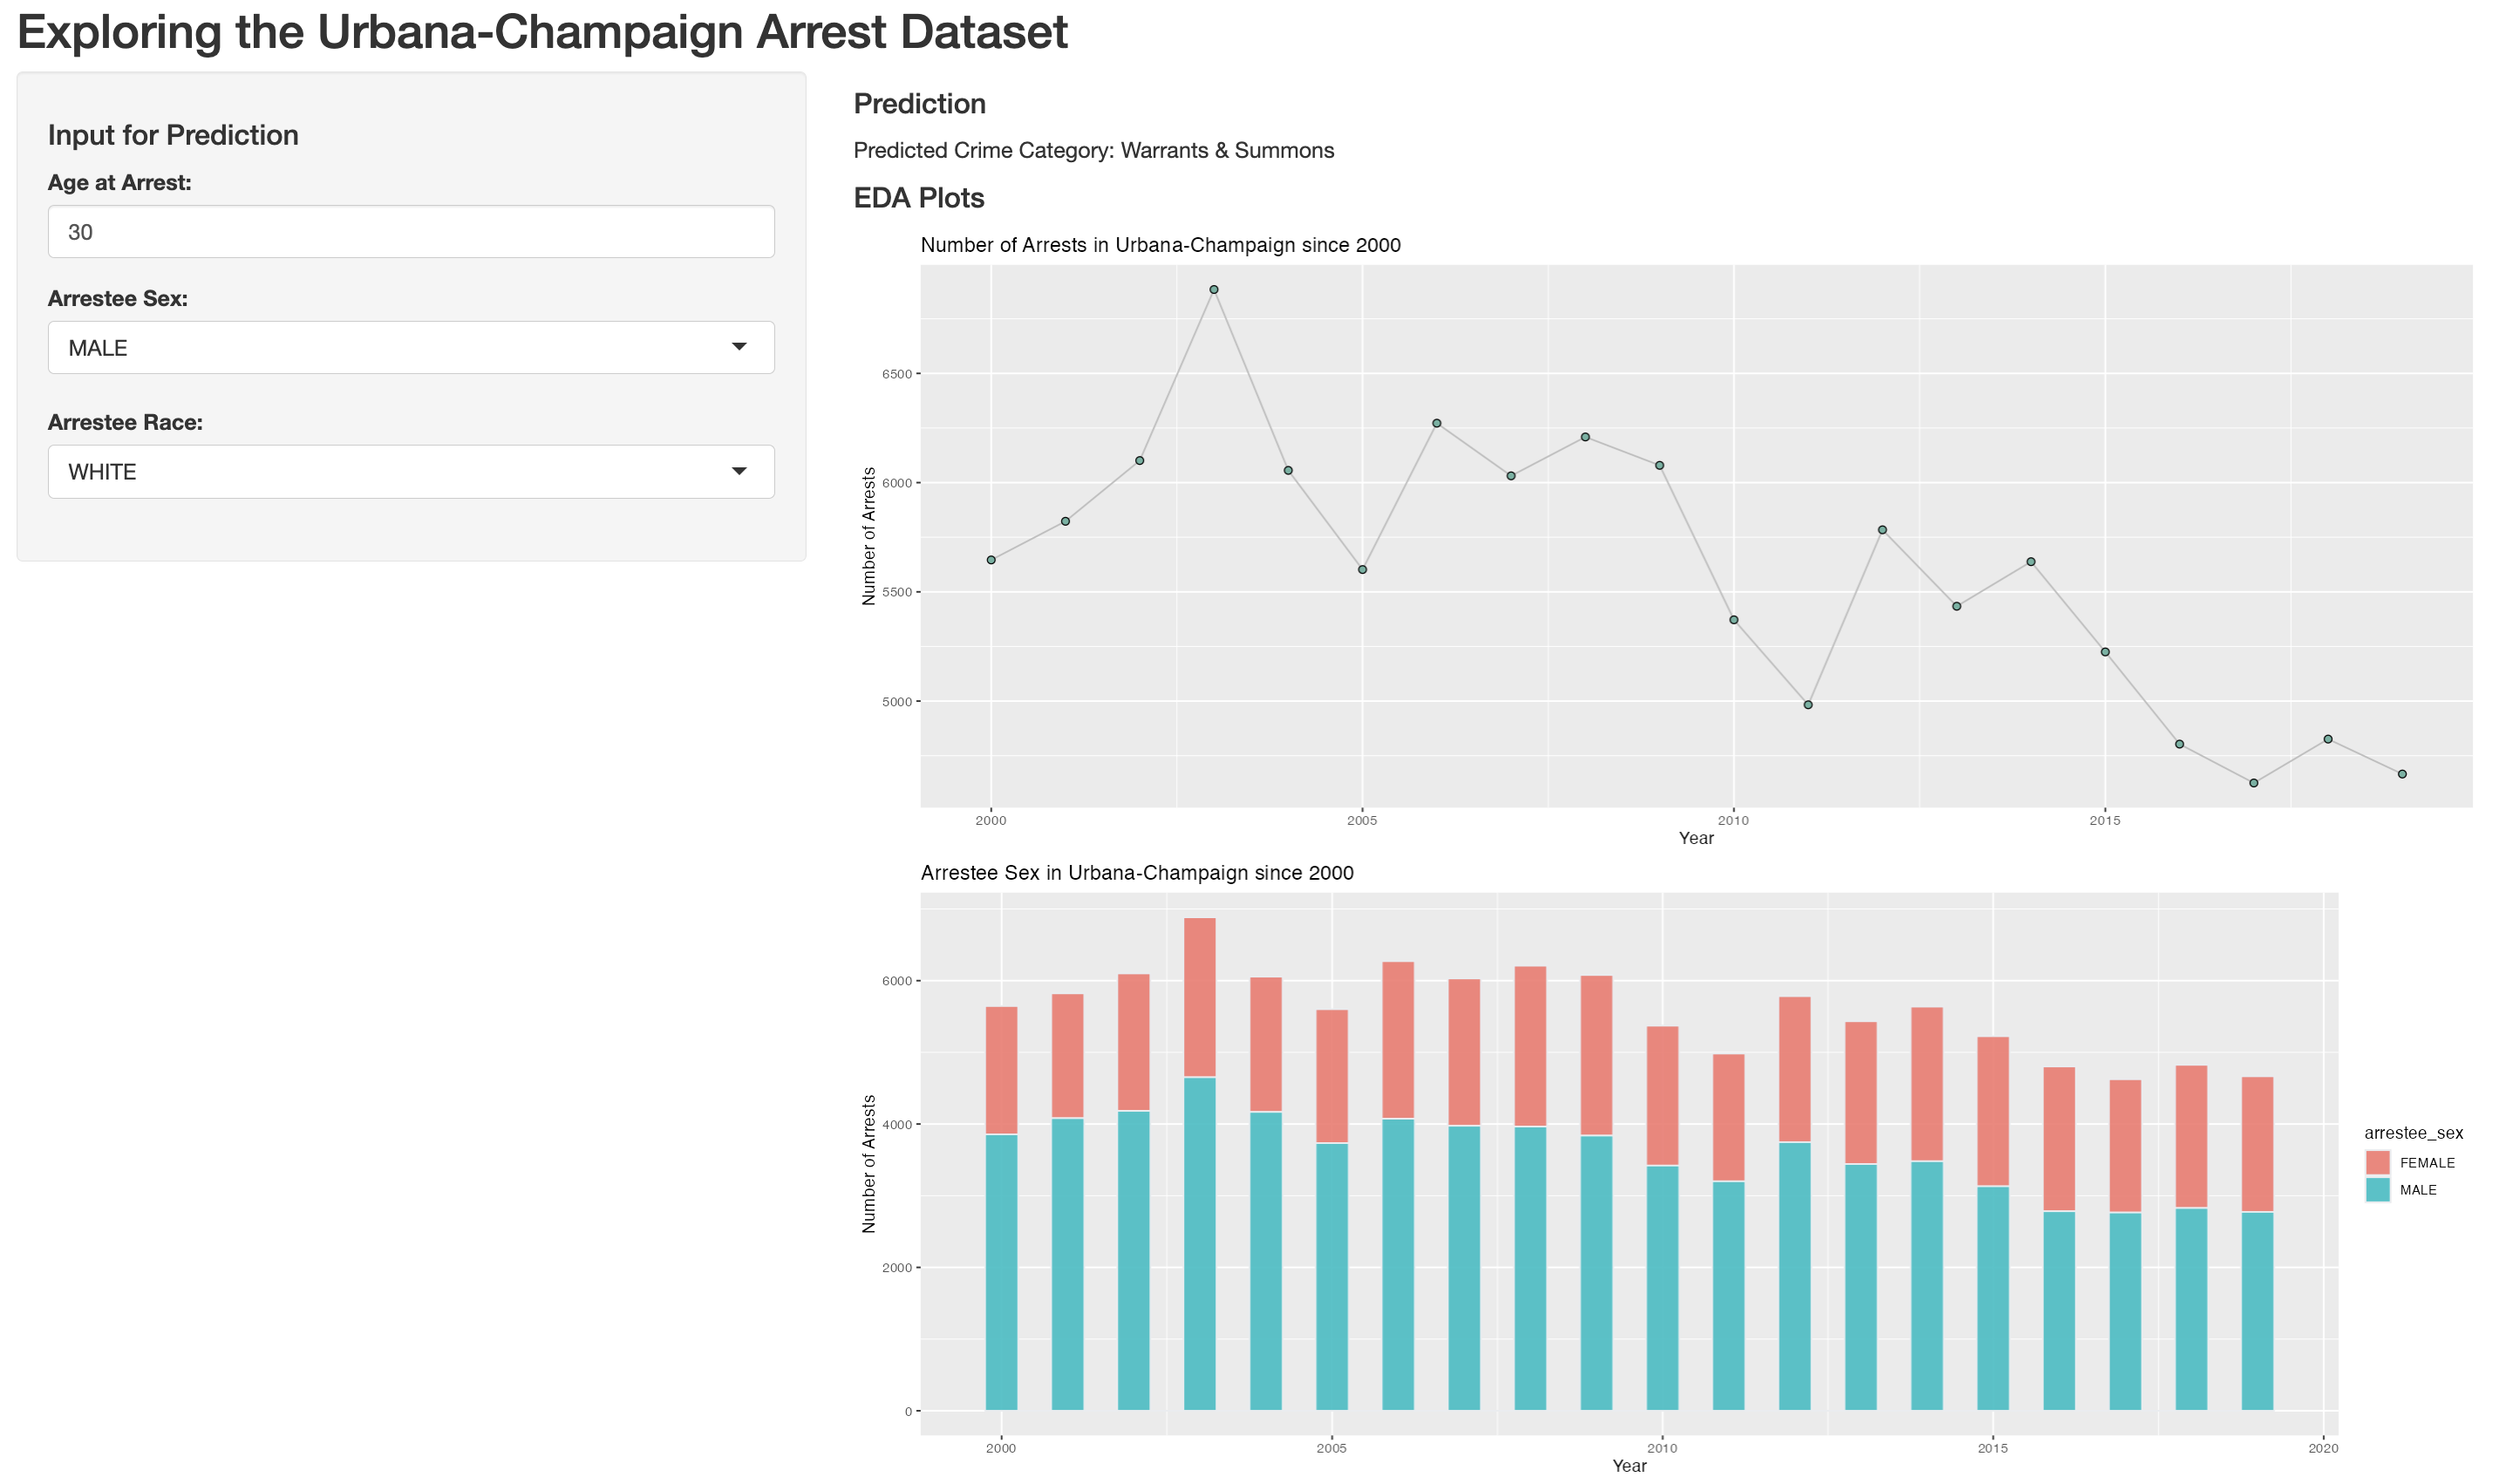 Exploring the Urbana-Champaign Arrest Dataset
Input for Prediction
Age at Arrest:
30
Arrestee Sex:
MALE
Arrestee Race:
WHITE
Prediction
Predicted Crime Category: Warrants & Summons
EDA Plots
Number of Arrests in Urbana-Champaign since 2000
Number of Arrests
6500
6000
5500
5000
2000 2005 2010 2015
Year
Arrestee Sex in Urbana-Champaign since 2000
Number of Arrests
6000
4000
2000
0
2000 2005 2010 2015 2020
Year
arrestee_sex
FEMALE
MALE